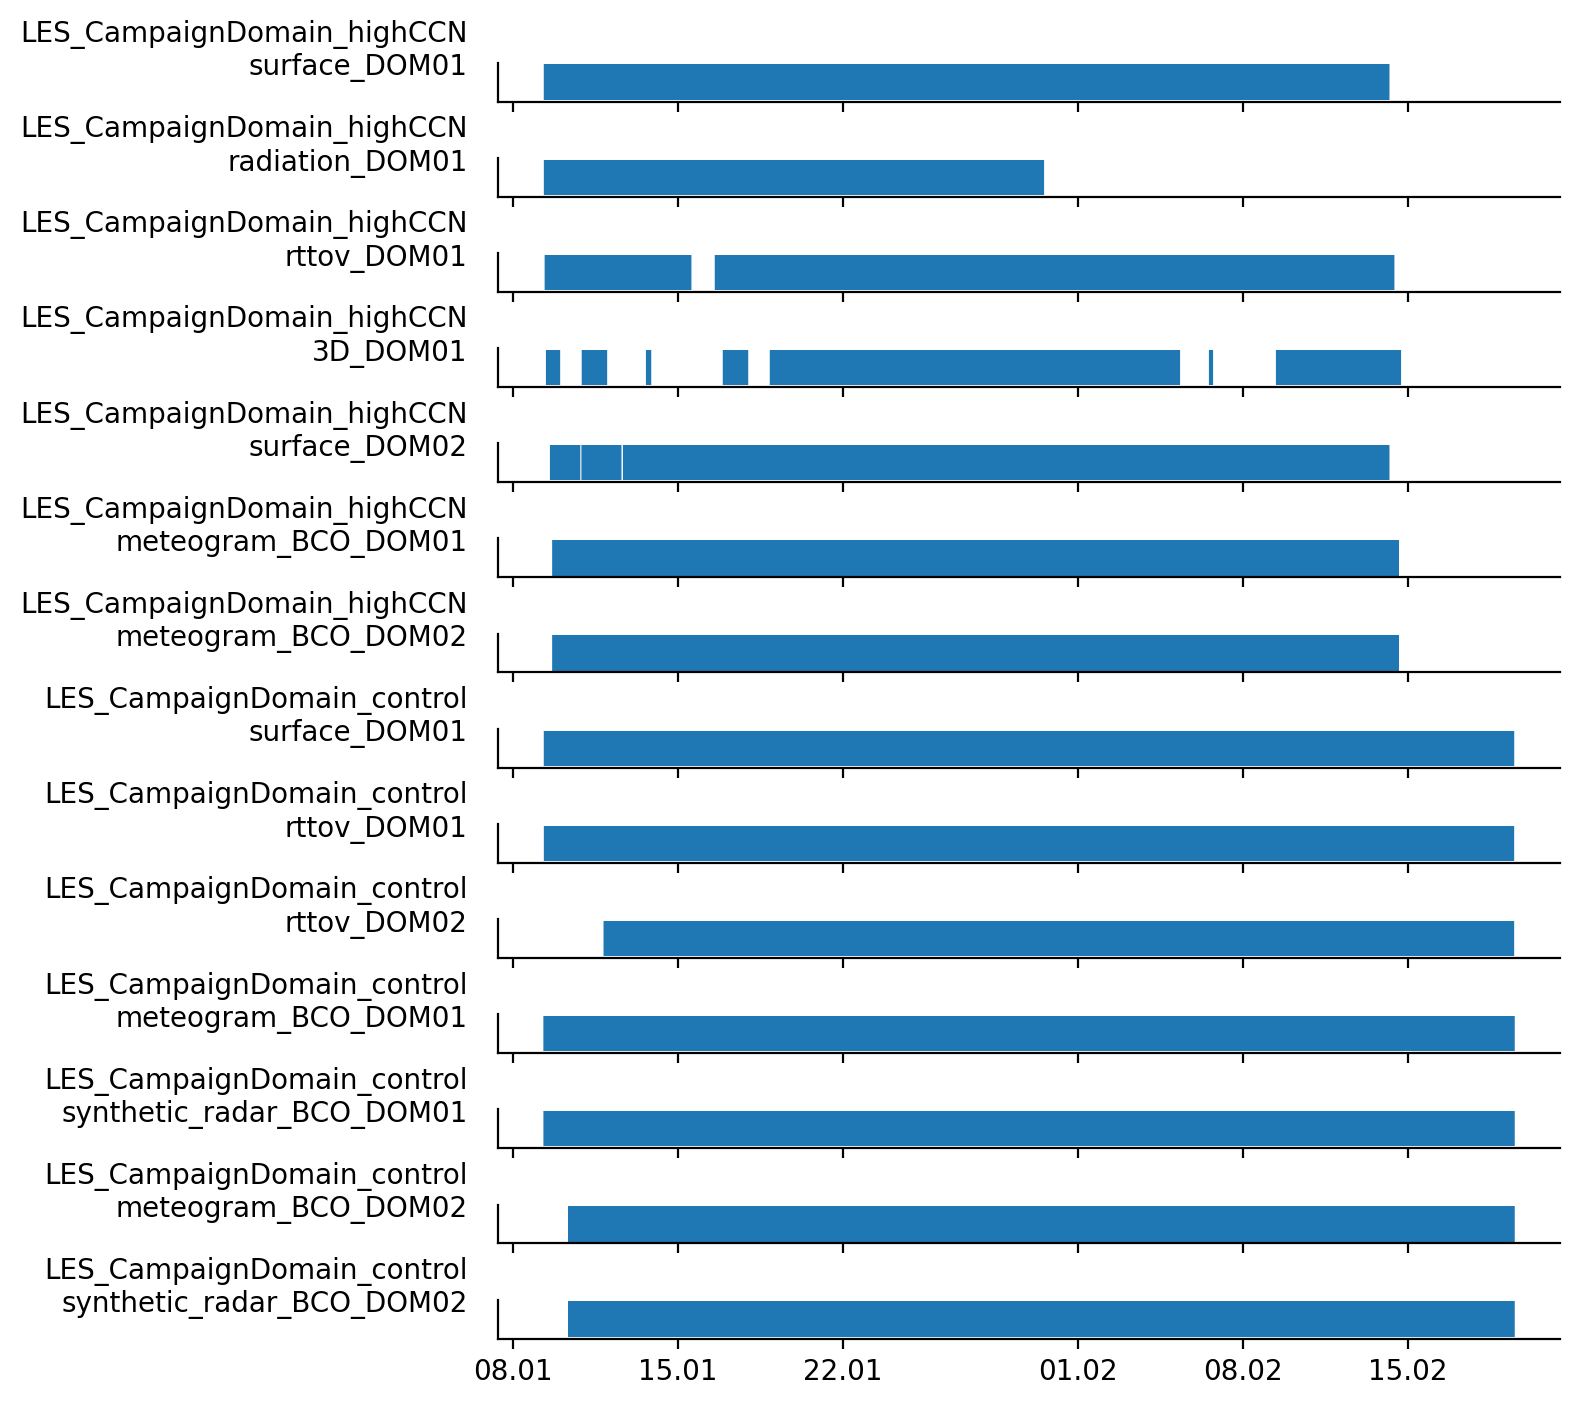 LES_CampaignDomain_highCCN
surface_DOM01
LES_CampaignDomain_highCCN
radiation_DOM01
LES_CampaignDomain_highCCN
rttov_DOM01
LES_CampaignDomain_highCCN
3D_DOM01
LES_CampaignDomain_highCCN
surface_DOM02
LES_CampaignDomain_highCCN
meteogram_BCO_DOM01
LES_CampaignDomain_highCCN
meteogram_BCO_DOM02
LES_CampaignDomain_control
surface_DOM01
LES_CampaignDomain_control
rttov_DOM01
LES_CampaignDomain_control
rttov_DOM02
LES_CampaignDomain_control
meteogram_BCO_DOM01
LES_CampaignDomain_control
synthetic_radar_BCO_DOM01
LES_CampaignDomain_control
meteogram_BCO_DOM02
LES_CampaignDomain_control
synthetic_radar_BCO_DOM02
08.01 15.01 22.01 01.02 08.02 15.02